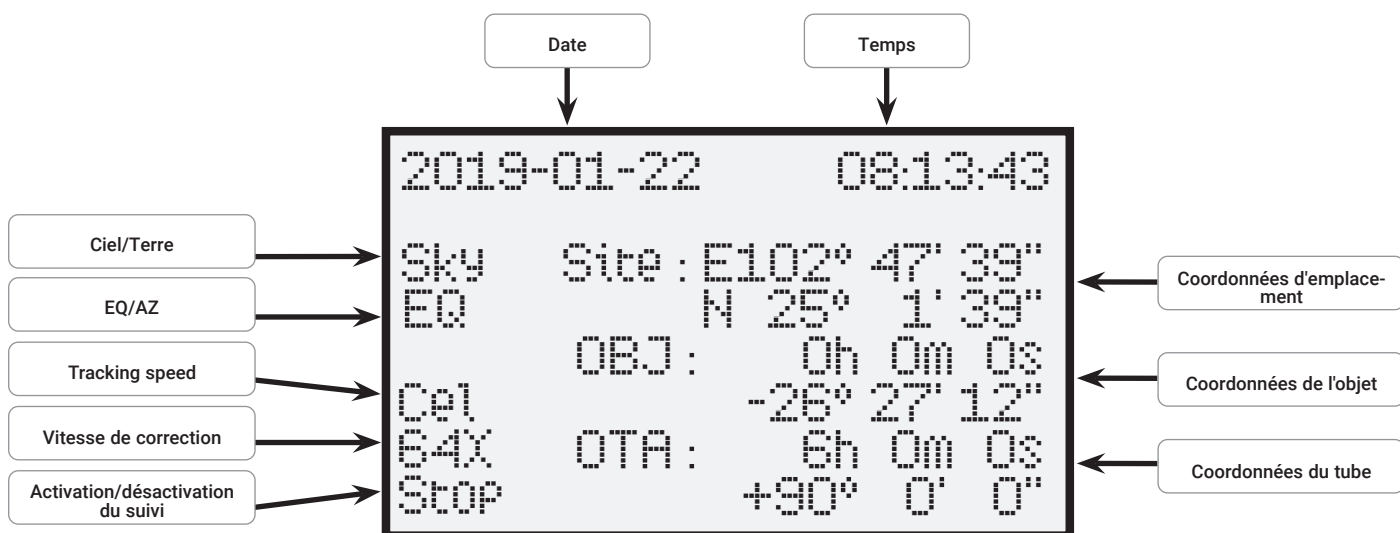 Date
Temps
2019-01-22 08:13:43
Ciel/Terre
Sky Site : E102° 47' 39"
EQ/AZ
EQ N 25° 1' 39"
Coordonnées d'emplace-
ment
OBJ : 0h 0m 0s
Tracking speed
Cel -26° 27' 12"
Coordonnées de l'objet
Vitesse de correction
64X OTA : 6h 0m 0s
Coordonnées du tube
Activation/désactivation
du suivi
Stop +90° 0' 0"